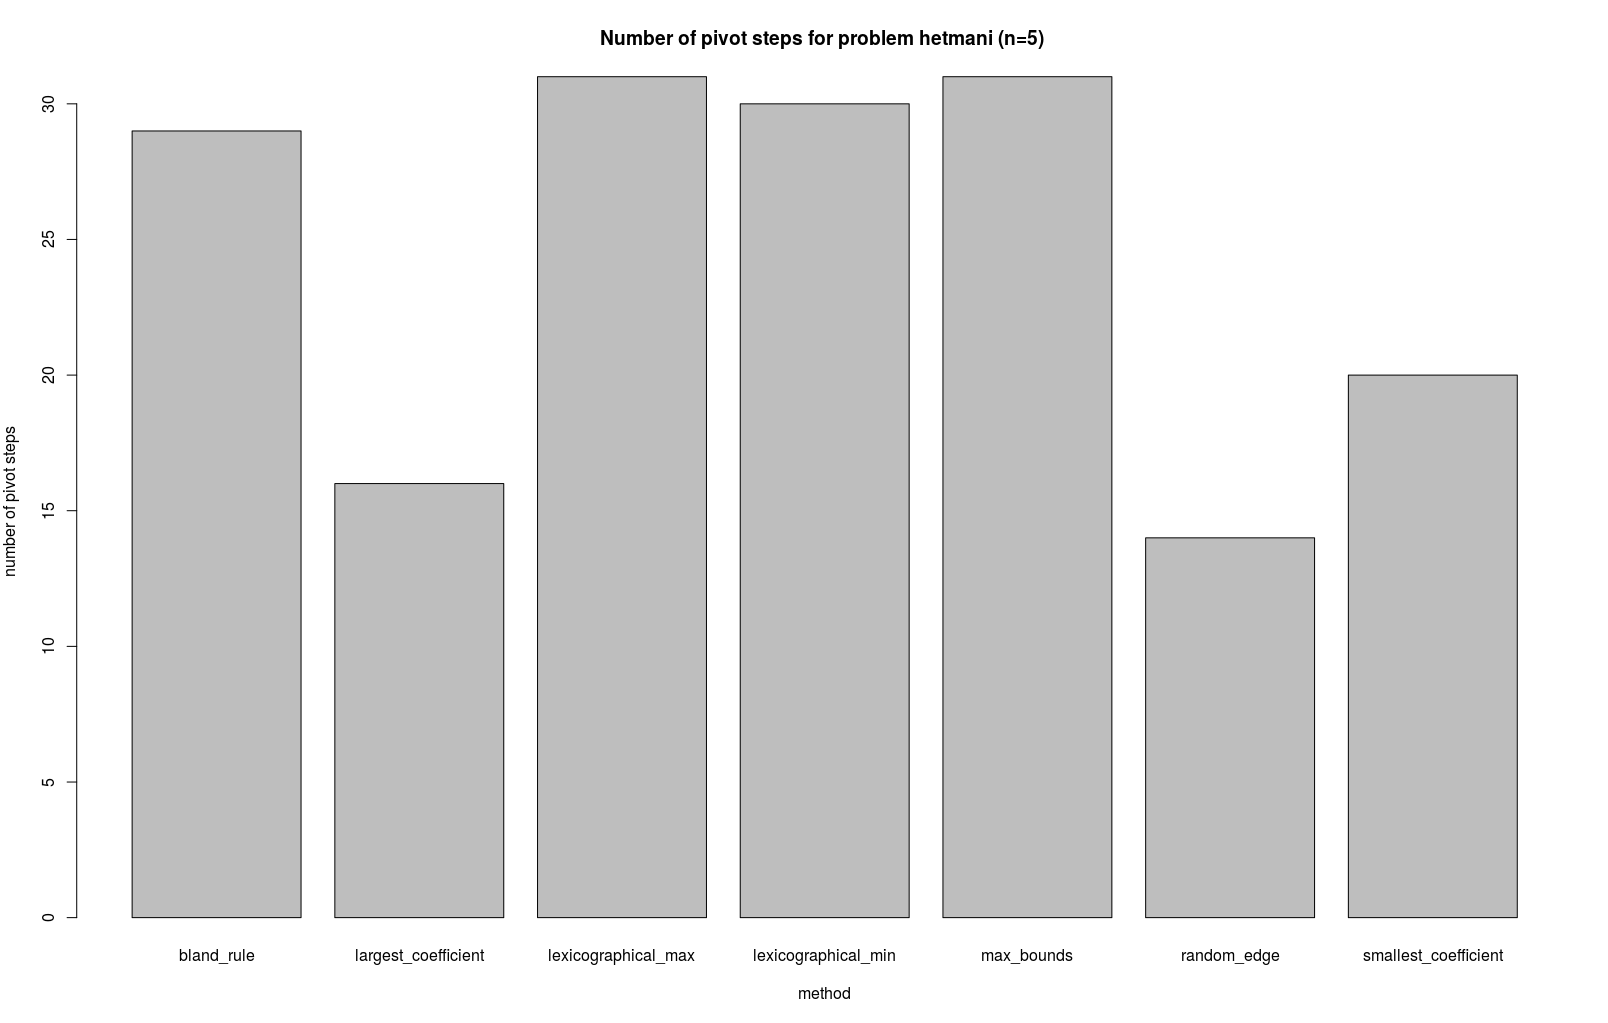 Number of pivot steps for problem hetmani (n=5)
number of pivot steps
30
25
20
15
10
5
0
bland_rule largest_coefficient lexicographical_max lexicographical_min max_bounds random_edge smallest_coefficient
method